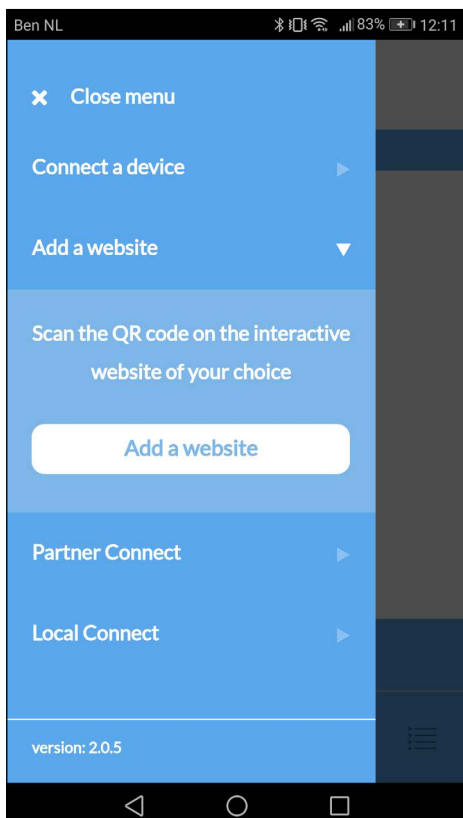 Ben NL 83% 12:11
Close menu
Connect a device
Add a website
Scan the QR code on the interactive
website of your choice
Add a website
Partner Connect
Local Connect
version: 2.0.5